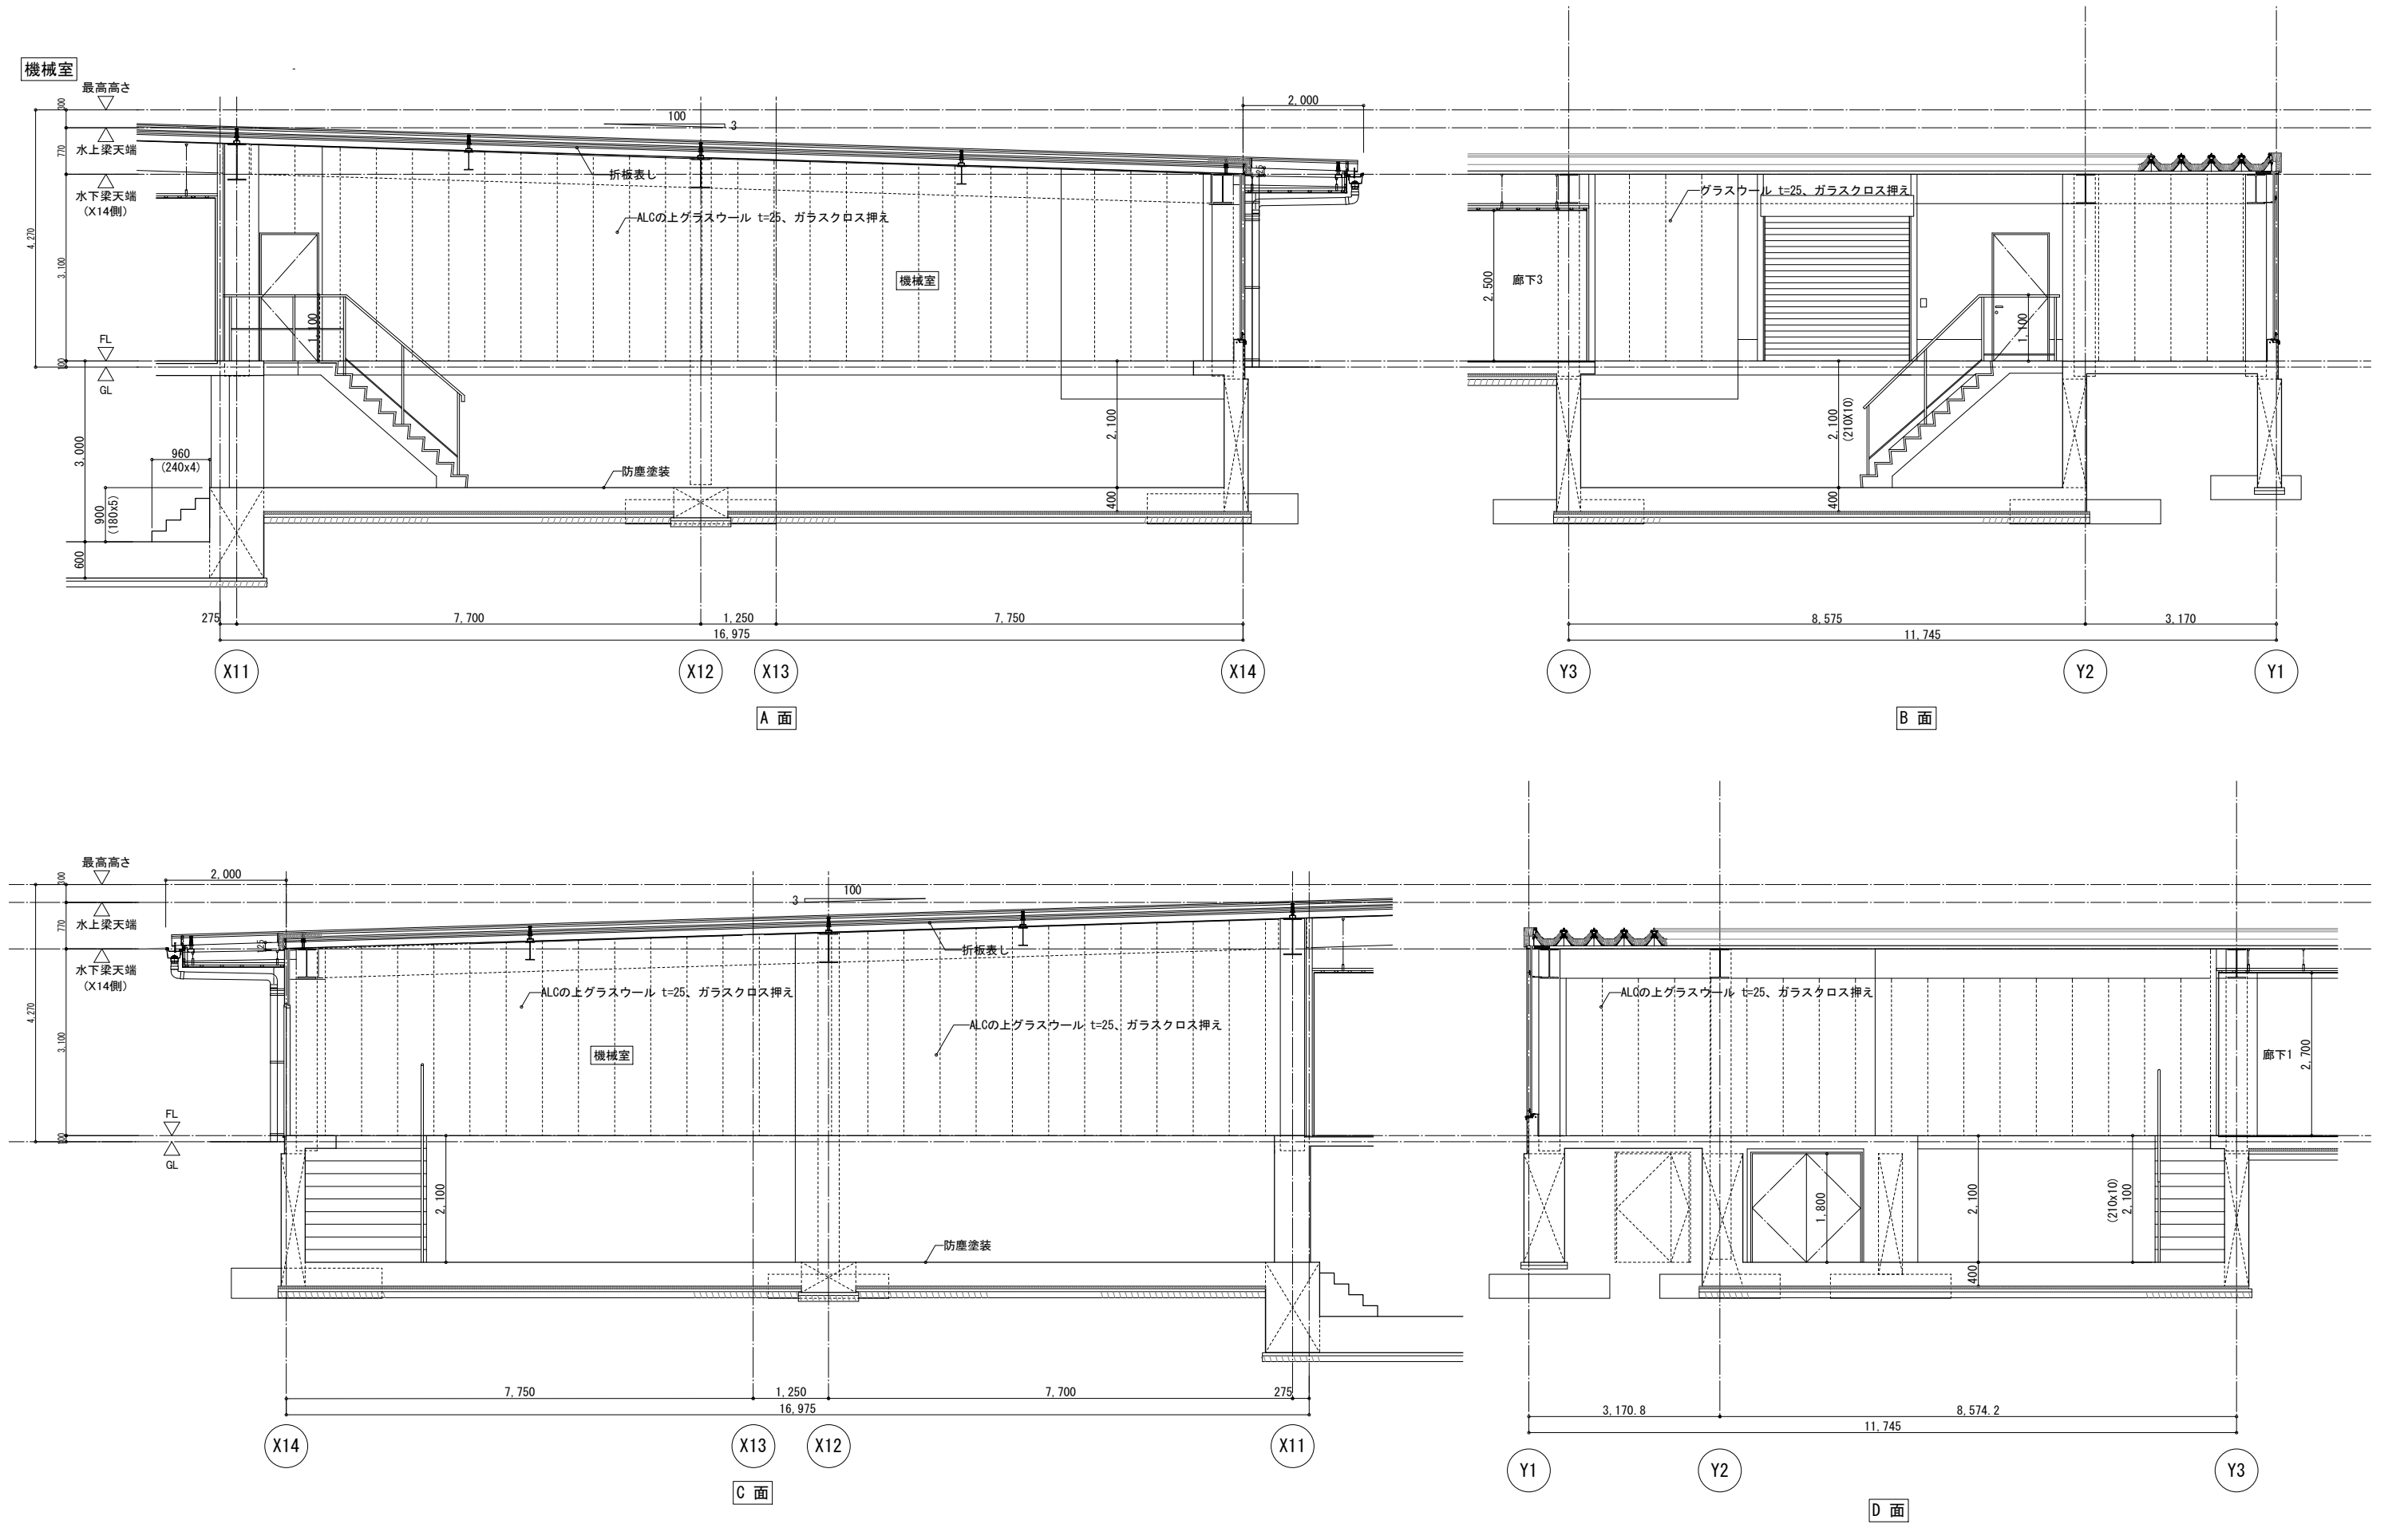 機械室
最高高さ
水上梁天端
水下梁天端
(X14側)
FL
GL
300
770
3,100
100
4,270
3,000
600
960
(240x4)
900
(180x5)
1,100
100
3
折板表し
ALCの上グラスウール t=25、ガラスクロス押え
機械室
防塵塗装
2,100
400
2,000
125
275
7,700
1,250
7,750
16,975
X11
X12
X13
X14
A 面
グラスウール t=25、ガラスクロス押え
廊下3
2,500
2,100
(210X10)
400
1,100
8,575
3,170
11,745
Y3
Y2
Y1
B 面
最高高さ
水上梁天端
水下梁天端
(X14側)
FL
GL
300
770
3,100
100
4,270
2,000
125
3
100
折板表し
ALCの上グラスウール t=25、ガラスクロス押え
ALCの上グラスウール t=25、ガラスクロス押え
機械室
2,100
防塵塗装
7,750
1,250
7,700
275
16,975
X14
X13
X12
X11
C 面
ALCの上グラスウール t=25、ガラスクロス押え
廊下1
2,700
1,800
2,100
400
(210x10)
2,100
3,170.8
8,574.2
11,745
Y1
Y2
Y3
D 面